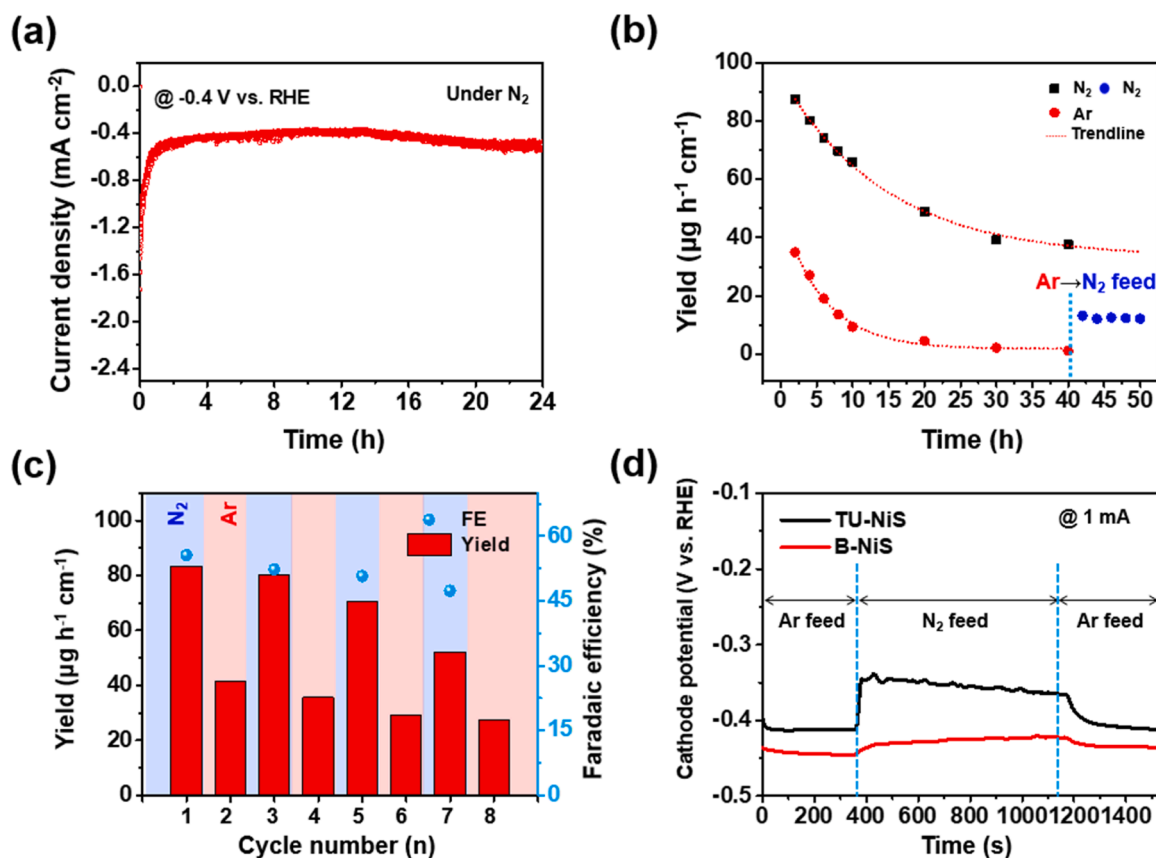 (a)
Current density (mA cm⁻²)
0.0
-0.4
-0.8
-1.2
-1.6
-2.0
-2.4
@ -0.4 V vs. RHE
Under N₂
0 4 8 12 16 20 24
Time (h)
(b)
Yield (µg h⁻¹ cm⁻¹)
100
80
60
40
20
0
N₂ N₂
Ar
Trendline
Ar→N₂ feed
0 5 10 20 30 40 45 50
Time (h)
(c)
Yield (µg h⁻¹ cm⁻¹)
100
80
60
40
20
0
N₂
Ar
FE
Yield
60
45
30
15
0
Faradaic efficiency (%)
1 2 3 4 5 6 7 8
Cycle number (n)
(d)
Cathode potential (V vs. RHE)
-0.1
-0.2
-0.3
-0.4
-0.5
TU-NiS
B-NiS
@ 1 mA
Ar feed
N₂ feed
Ar feed
0 200 400 600 800 1000 1200 1400
Time (s)